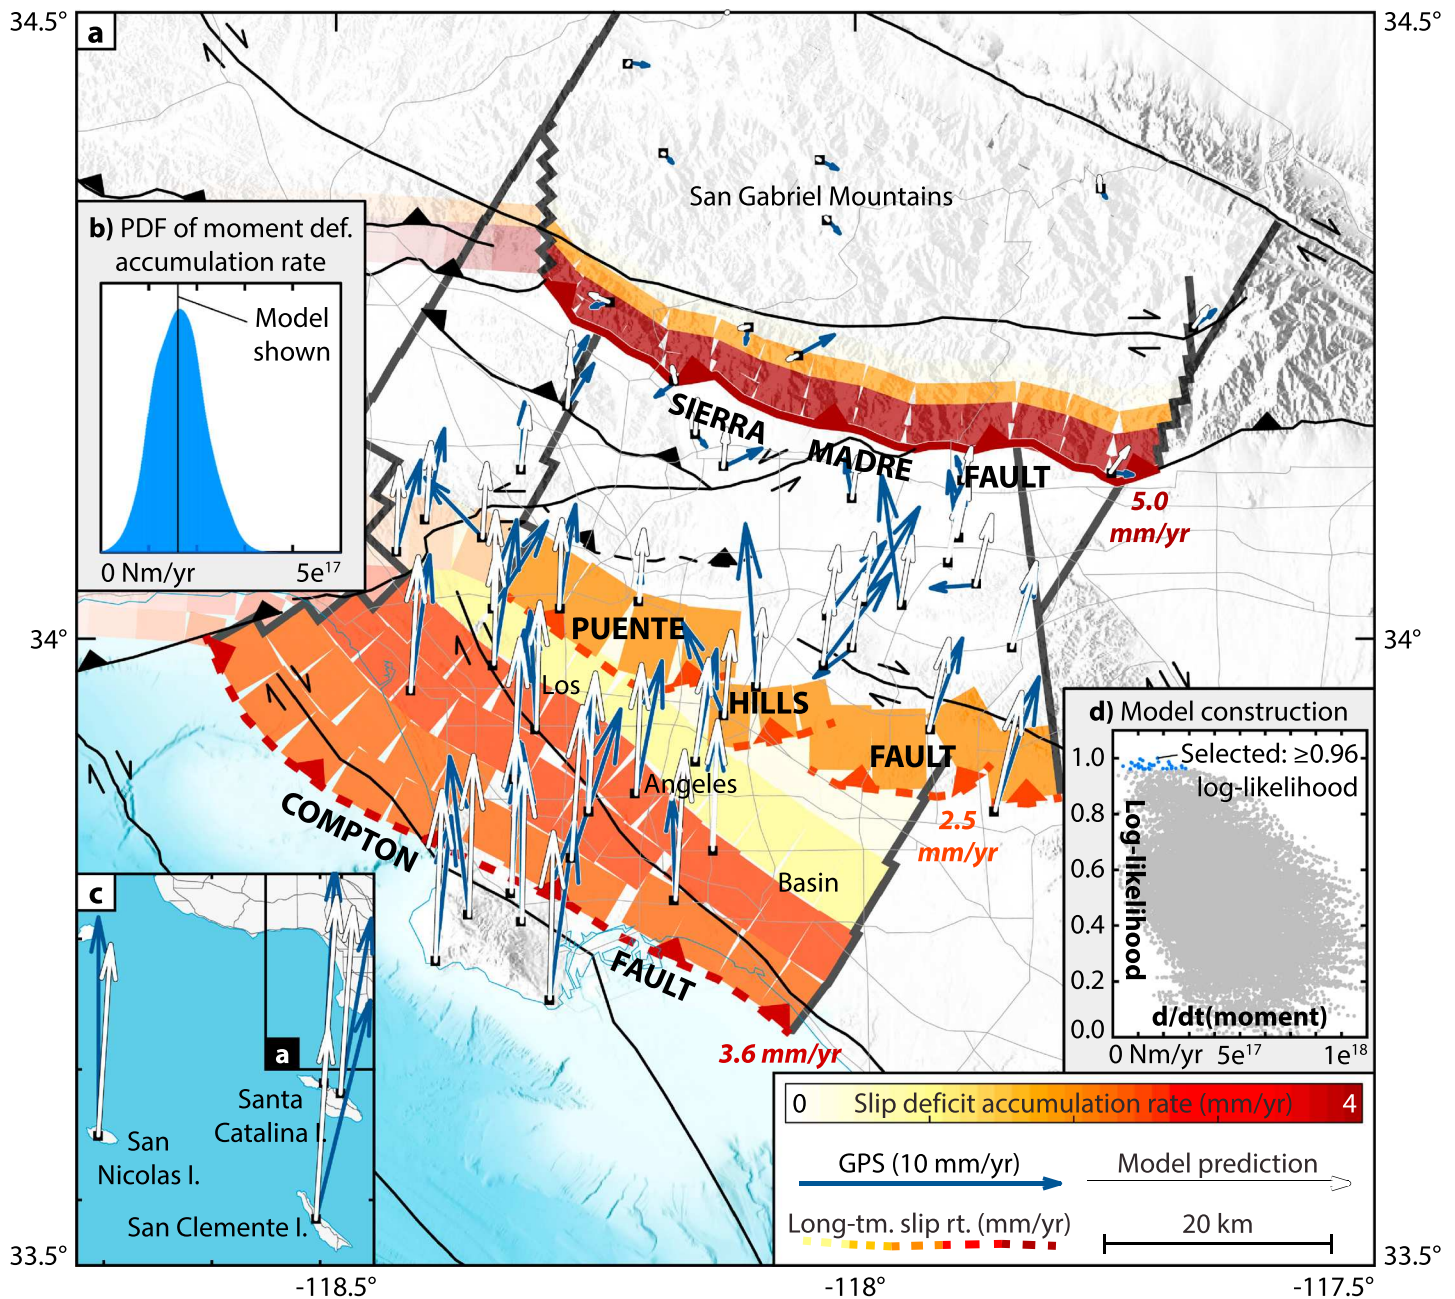 34.5°
34.5°
a
San Gabriel Mountains
b) PDF of moment def.
accumulation rate
Model
shown
0 Nm/yr
5e17
SIERRA
MADRE
FAULT
5.0
mm/yr
34°
34°
PUENTE
HILLS
FAULT
2.5
mm/yr
Los
Angeles
Basin
COMPTON
FAULT
3.6 mm/yr
d) Model construction
Selected: ≥0.96
log-likelihood
1.0
0.8
0.6
0.4
0.2
0.0
Log-likelihood
d/dt(moment)
0 Nm/yr
5e17
1e18
c
a
Santa
Catalina I.
San
Nicolas I.
San Clemente I.
0
Slip deficit accumulation rate (mm/yr)
4
GPS (10 mm/yr)
Model prediction
Long-tm. slip rt. (mm/yr)
20 km
33.5°
33.5°
-118.5°
-118°
-117.5°